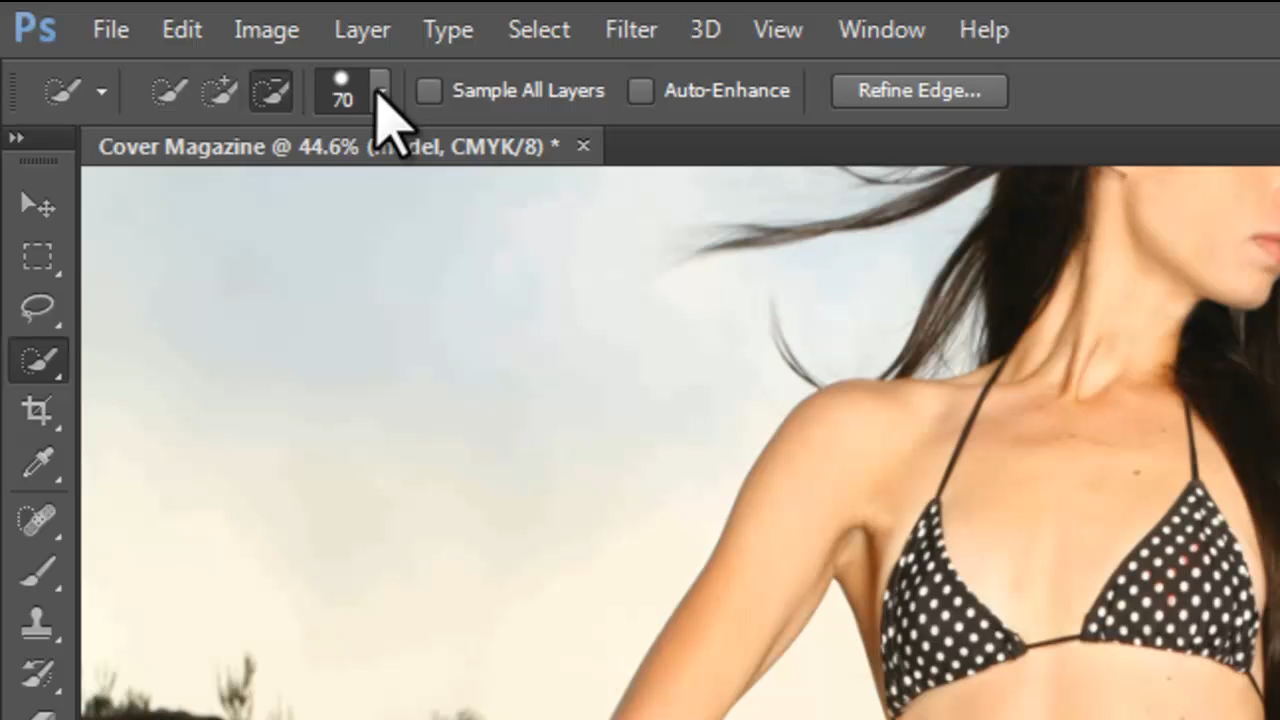 Ps File Edit Image Layer Type Select Filter 3D View Window Help
70 Sample All Layers Auto-Enhance Refine Edge...
Cover Magazine @ 44.6% ( del, CMYK/8) * ×